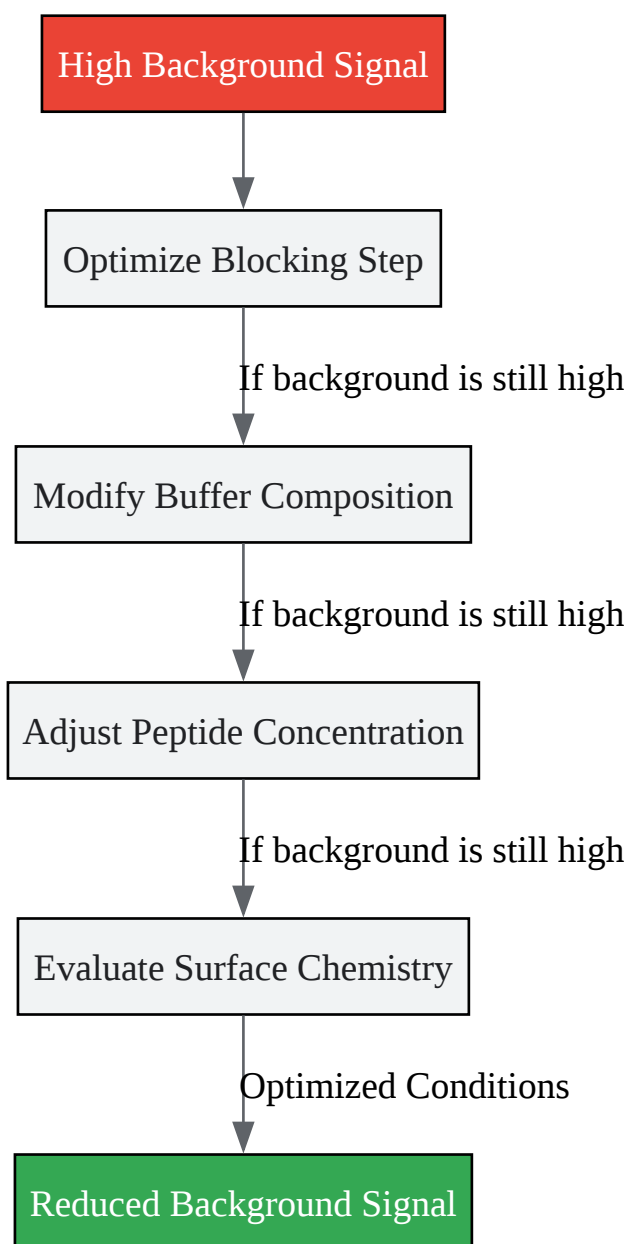 High Background Signal
Optimize Blocking Step
If background is still high
Modify Buffer Composition
If background is still high
Adjust Peptide Concentration
If background is still high
Evaluate Surface Chemistry
Optimized Conditions
Reduced Background Signal